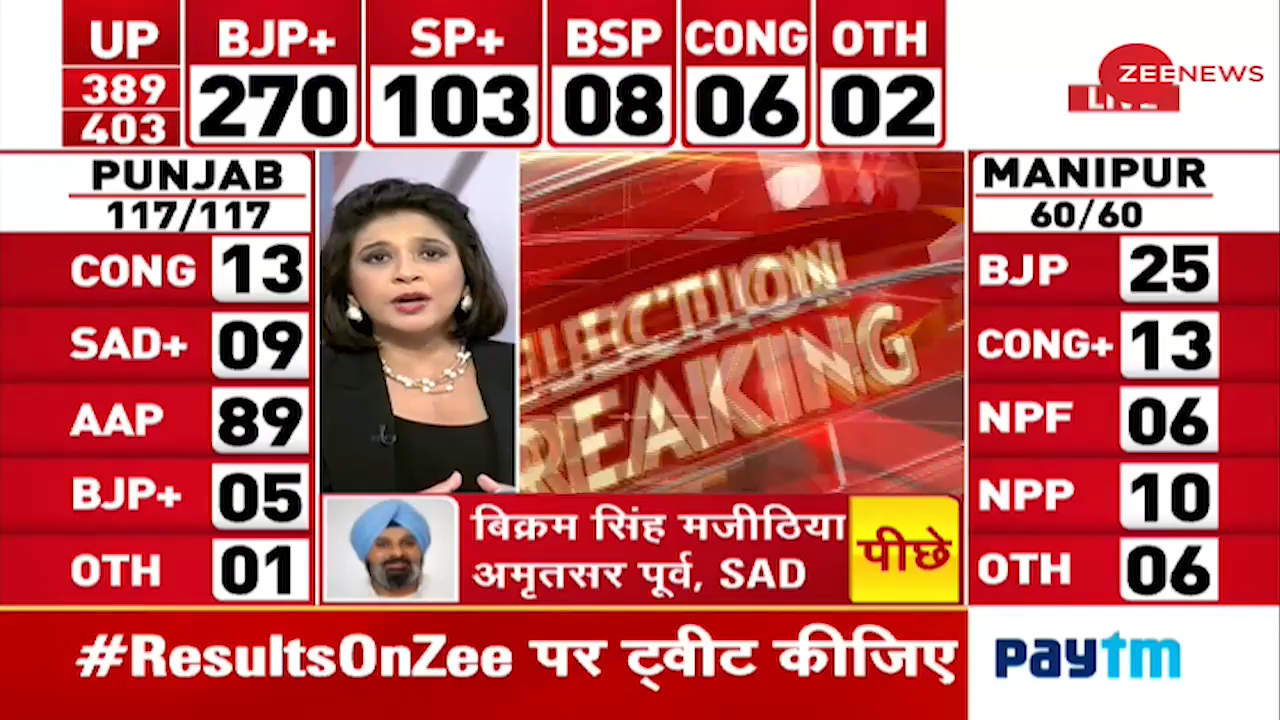 UP
389
403
BJP+
270
SP+
103
BSP
08
CONG
06
OTH
02
ZEENEWS
LIVE
PUNJAB
117/117
CONG 13
SAD+ 09
AAP 89
BJP+ 05
OTH 01
ELECTION
BREAKING
MANIPUR
60/60
BJP 25
CONG+ 13
NPF 06
NPP 10
OTH 06
बिक्रम सिंह मजीठिया
अमृतसर पूर्व, SAD
पीछे
#ResultsOnZee पर ट्वीट कीजिए
paytm